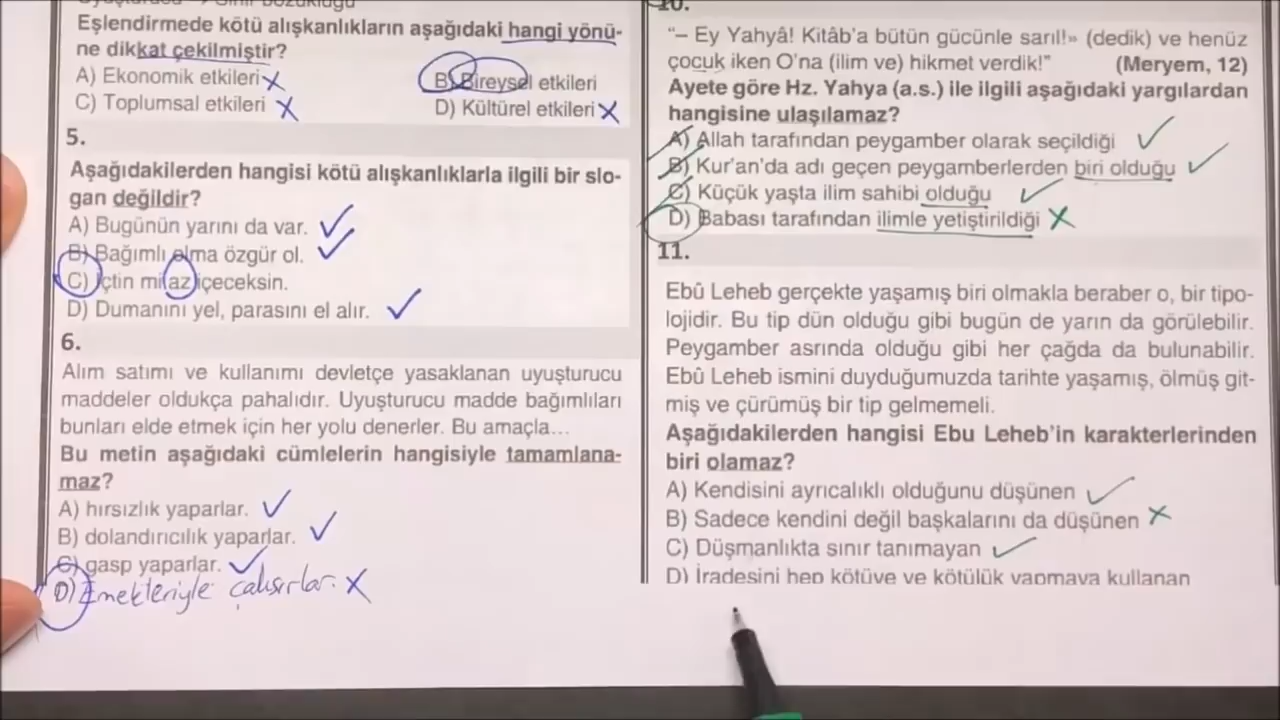 Eşlendirmede kötü alışkanlıkların aşağıdaki hangi yönü-
ne dikkat çekilmiştir?
A) Ekonomik etkileri
B) Bireysel etkileri
C) Toplumsal etkileri
D) Kültürel etkileri
5.
Aşağıdakilerden hangisi kötü alışkanlıklarla ilgili bir slo-
gan değildir?
A) Bugünün yarını da var.
B) Bağımlı olma özgür ol.
C) İçtin mi az içeceksin.
D) Dumanını yel, parasını el alır.
6.
Alım satımı ve kullanımı devletçe yasaklanan uyuşturucu
maddeler oldukça pahalıdır. Uyuşturucu madde bağımlıları
bunları elde etmek için her yolu denerler. Bu amaçla...
Bu metin aşağıdaki cümlelerin hangisiyle tamamlana-
maz?
A) hırsızlık yaparlar.
B) dolandırıcılık yaparlar.
C) gasp yaparlar.
D) Emekleriyle çalışırlar.
10.
“– Ey Yahyâ! Kitâb’a bütün gücünle sarıl!» (dedik) ve henüz
çocuk iken O’na (ilim ve) hikmet verdik!” (Meryem, 12)
Ayete göre Hz. Yahya (a.s.) ile ilgili aşağıdaki yargılardan
hangisine ulaşılamaz?
A) Allah tarafından peygamber olarak seçildiği
B) Kur’an’da adı geçen peygamberlerden biri olduğu
C) Küçük yaşta ilim sahibi olduğu
D) Babası tarafından ilimle yetiştirildiği
11.
Ebû Leheb gerçekte yaşamış biri olmakla beraber o, bir tipo-
lojidir. Bu tip dün olduğu gibi bugün de yarın da görülebilir.
Peygamber asrında olduğu gibi her çağda da bulunabilir.
Ebû Leheb ismini duyduğumuzda tarihte yaşamış, ölmüş git-
miş ve çürümüş bir tip gelmemeli.
Aşağıdakilerden hangisi Ebu Leheb’in karakterlerinden
biri olamaz?
A) Kendisini ayrıcalıklı olduğunu düşünen
B) Sadece kendini değil başkalarını da düşünen
C) Düşmanlıkta sınır tanımayan
D) İradesini hep kötüye ve kötülük yapmaya kullanan